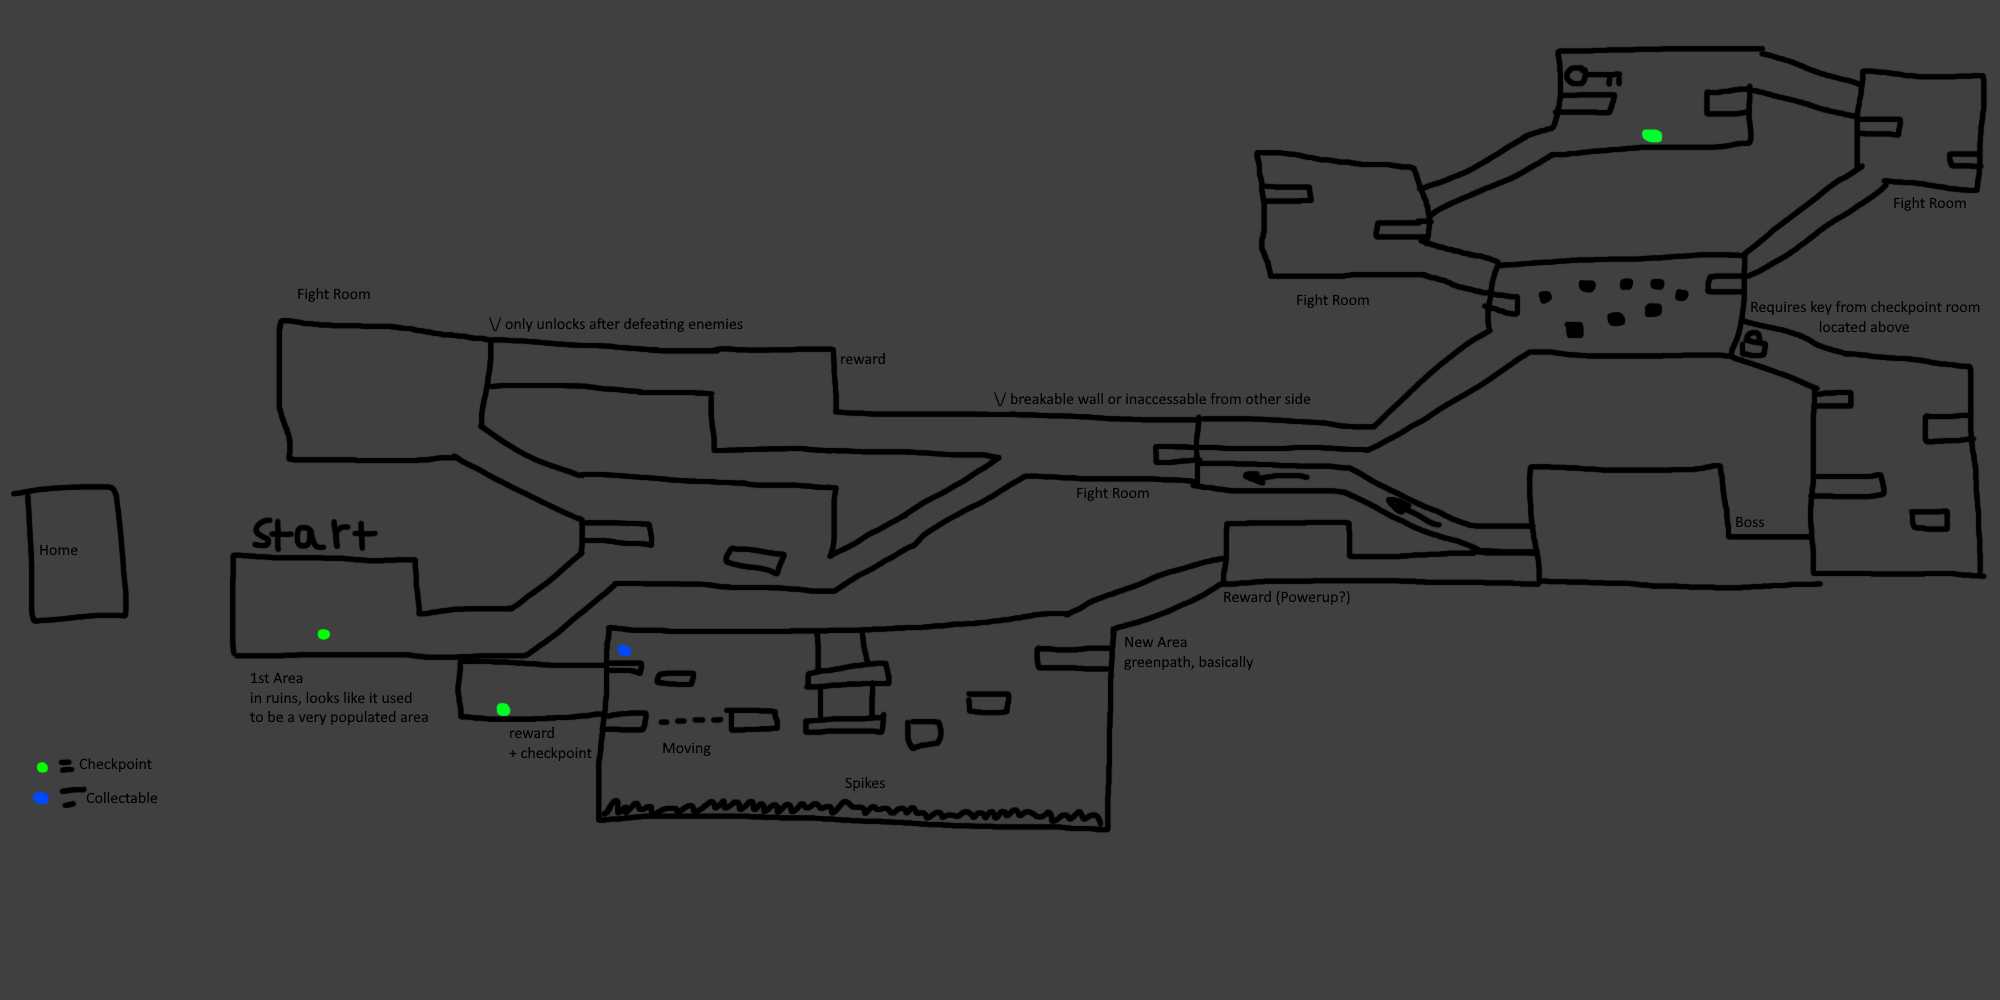 Fight Room
Fight Room
Fight Room
\/ only unlocks after defeating enemies
Requires key from checkpoint room
located above
reward
\/ breakable wall or inaccessable from other side
Fight Room
start
Boss
Home
Reward (Powerup?)
New Area
greenpath, basically
1st Area
in ruins, looks like it used
to be a very populated area
reward
+ checkpoint
Moving
Spikes
= Checkpoint
= Collectable